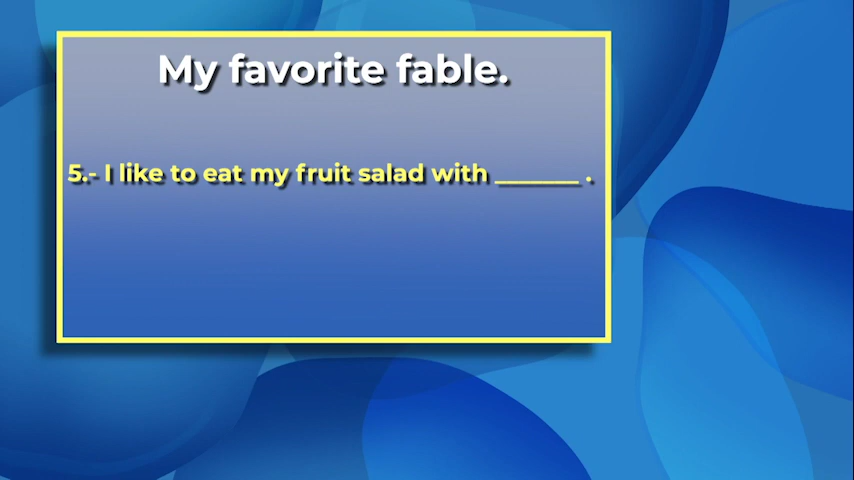 My favorite fable.
5.- I like to eat my fruit salad with _______ .